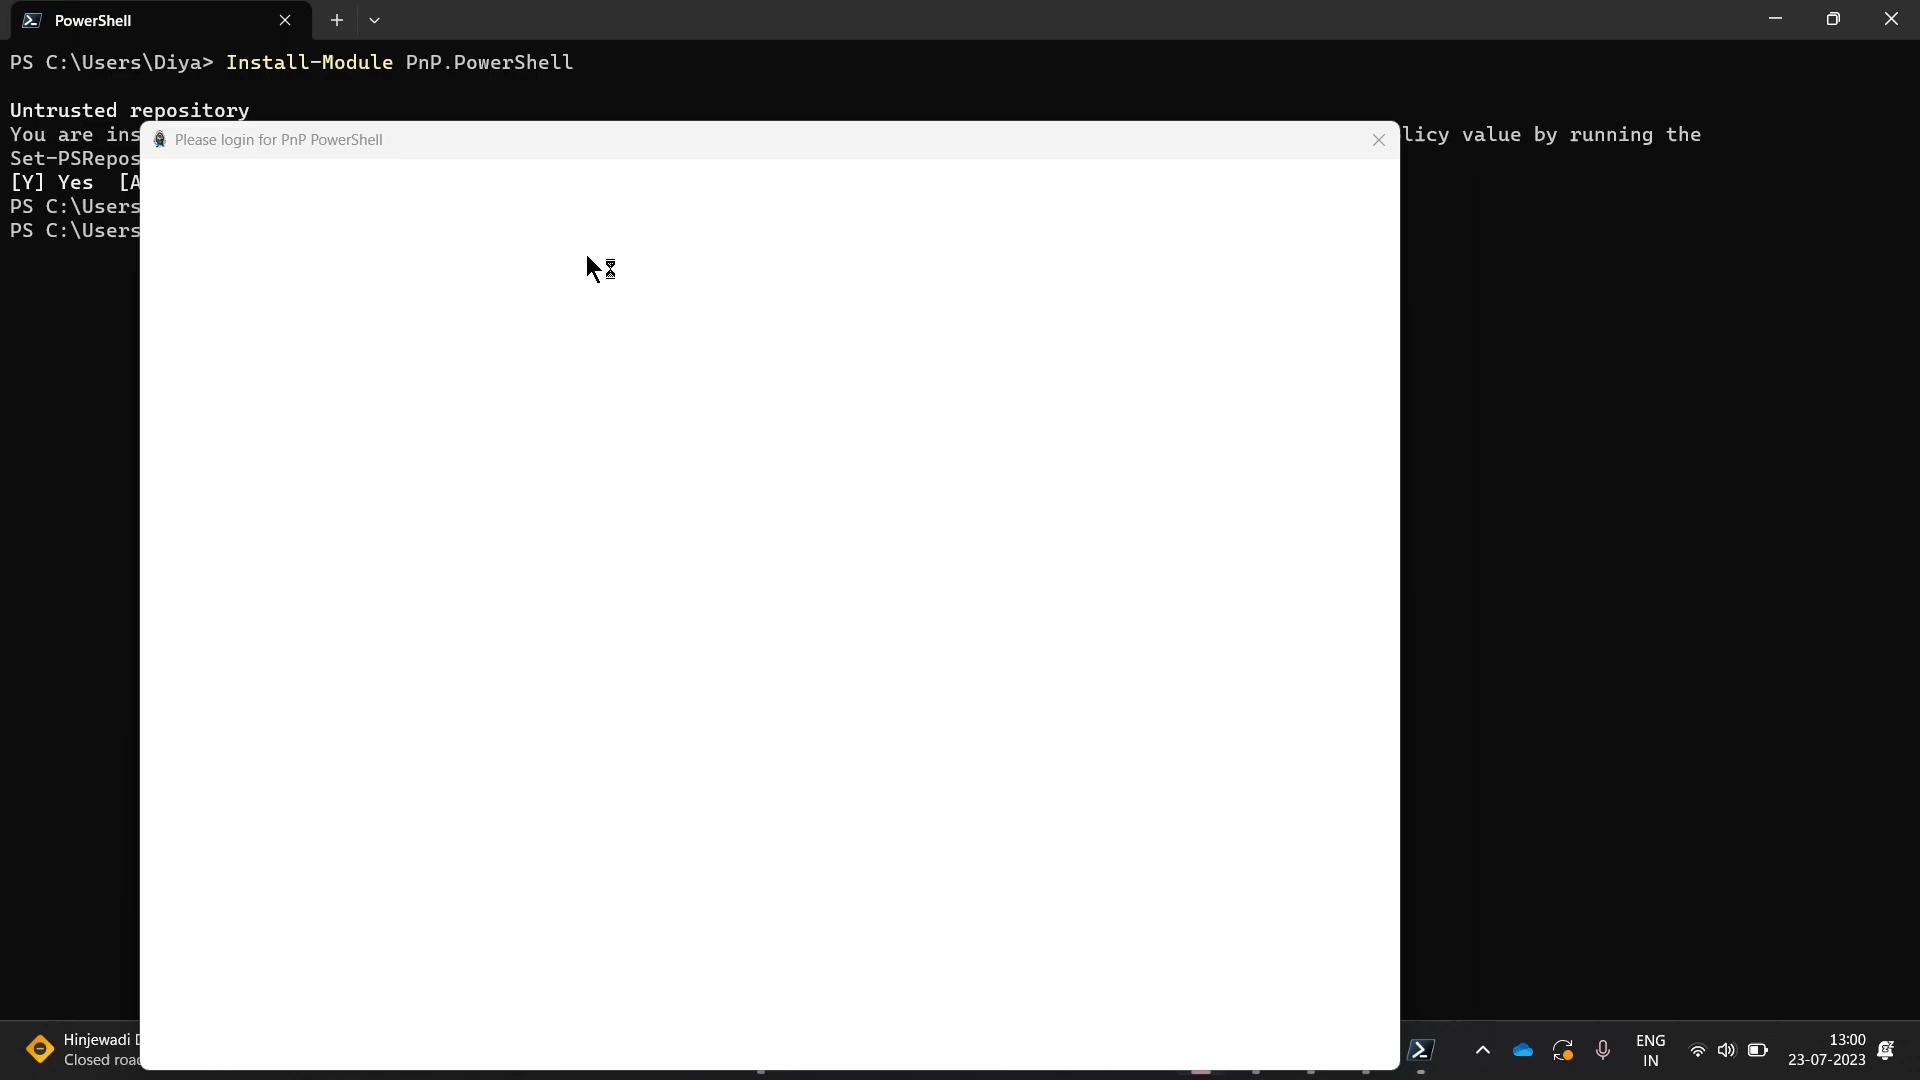 PowerShell
PS C:\Users\Diya> Install-Module PnP.PowerShell
Untrusted repository
You are ins
licy value by running the
Set-PSRepos
[Y] Yes [A
PS C:\Users
PS C:\Users
Please login for PnP PowerShell
Hinjewadi D
Closed road
ENG
IN
13:00
23-07-2023